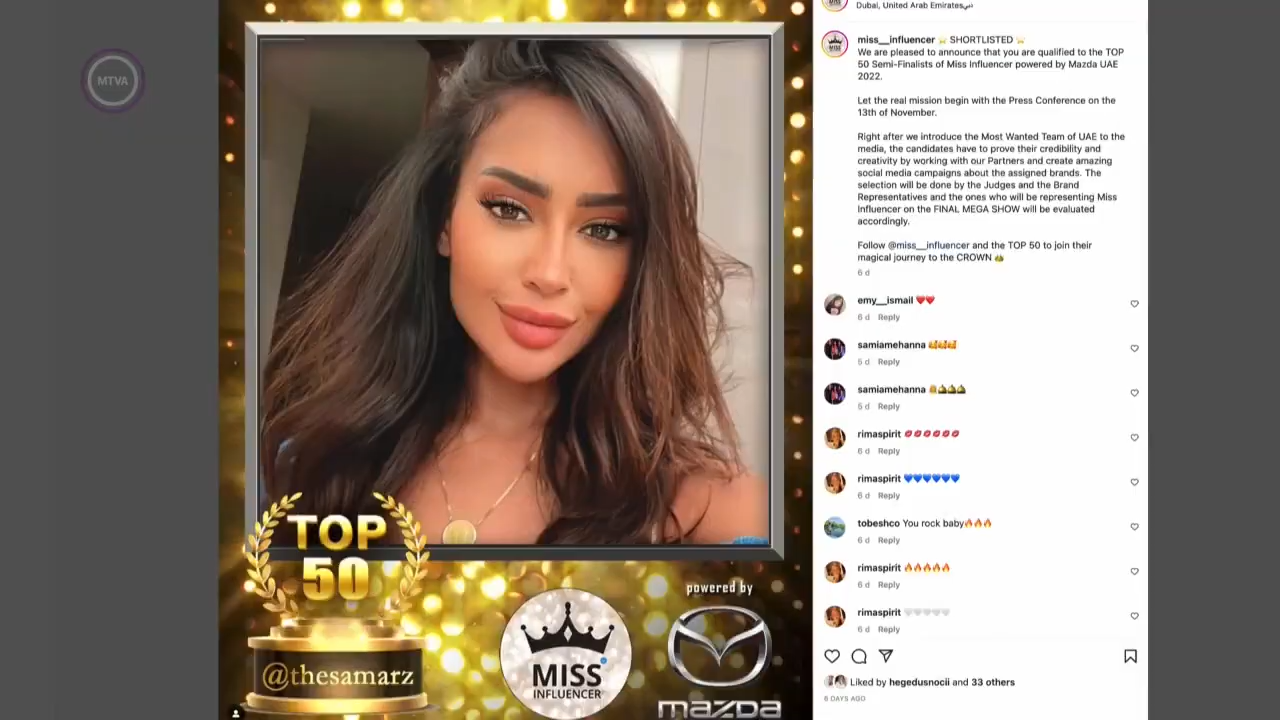 MTVA
TOP
50
@thesamarz
MISS
INFLUENCER
powered by
mazda
Dubai, United Arab Emirates دبي
miss__influencer ⭐ SHORTLISTED ⭐
We are pleased to announce that you are qualified to the TOP
50 Semi-Finalists of Miss Influencer powered by Mazda UAE
2022.
Let the real mission begin with the Press Conference on the
13th of November.
Right after we introduce the Most Wanted Team of UAE to the
media, the candidates have to prove their credibility and
creativity by working with our Partners and create amazing
social media campaigns about the assigned brands. The
selection will be done by the Judges and the Brand
Representatives and the ones who will be representing Miss
Influencer on the FINAL MEGA SHOW will be evaluated
accordingly.
Follow @miss__influencer and the TOP 50 to join their
magical journey to the CROWN 👑
6 d
emy__ismail ❤️❤️
6 d Reply
samiamehanna 🥰🥰🥰
5 d Reply
samiamehanna
5 d Reply
rimaspirit 💋💋💋💋💋💋
6 d Reply
rimaspirit 💙💙💙💙💙💙
6 d Reply
tobeshco You rock baby🔥🔥🔥
6 d Reply
rimaspirit 🔥🔥🔥🔥🔥
6 d Reply
rimaspirit 🤍🤍🤍🤍🤍
6 d Reply
Liked by hegedusnocii and 33 others
6 DAYS AGO